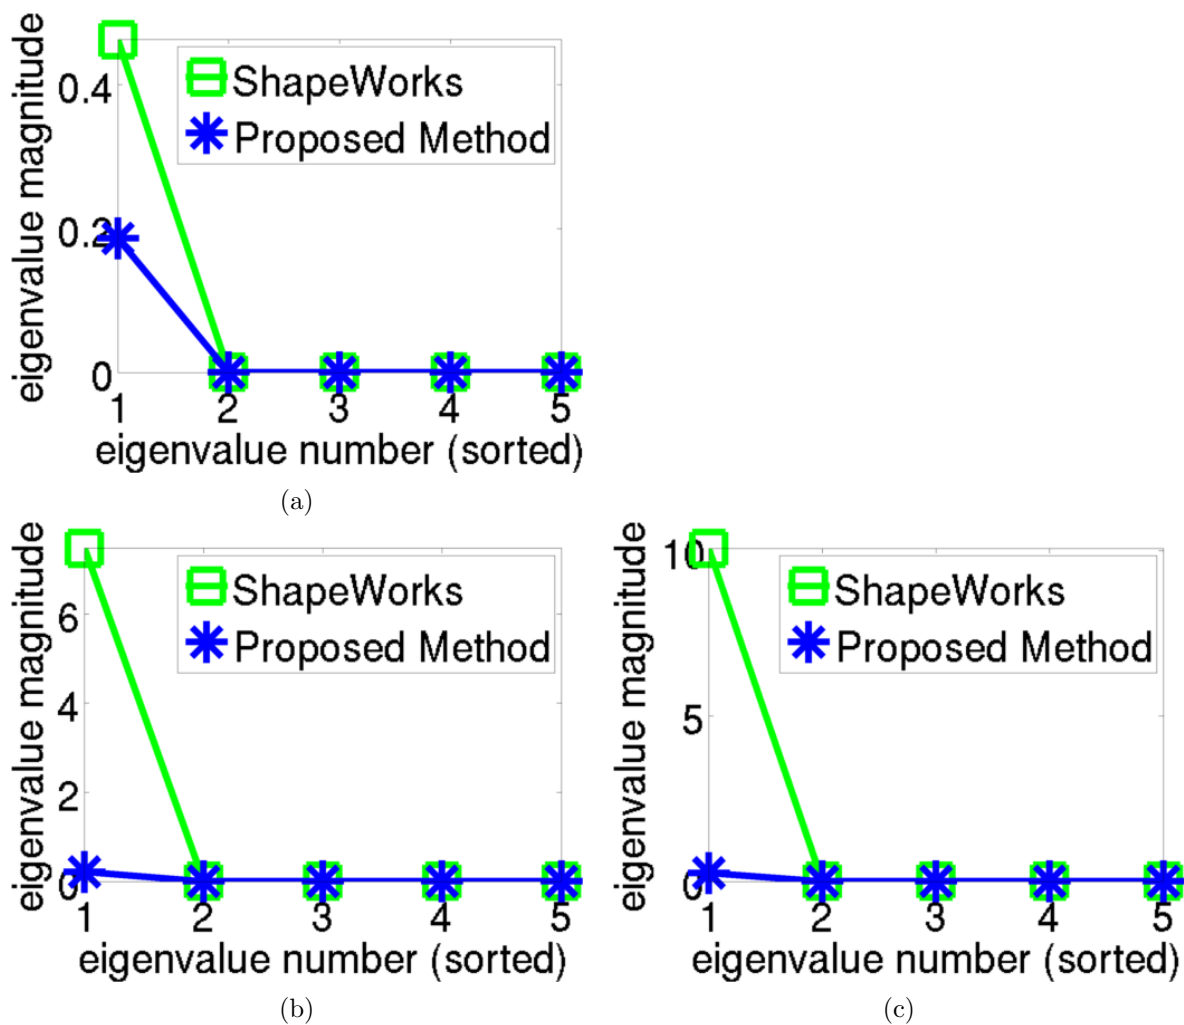 eigenvalue magnitude
0.4
0.2
0
ShapeWorks
Proposed Method
1 2 3 4 5
eigenvalue number (sorted)
(a)
eigenvalue magnitude
6
4
2
0
ShapeWorks
Proposed Method
1 2 3 4 5
eigenvalue number (sorted)
(b)
eigenvalue magnitude
10
5
0
ShapeWorks
Proposed Method
1 2 3 4 5
eigenvalue number (sorted)
(c)